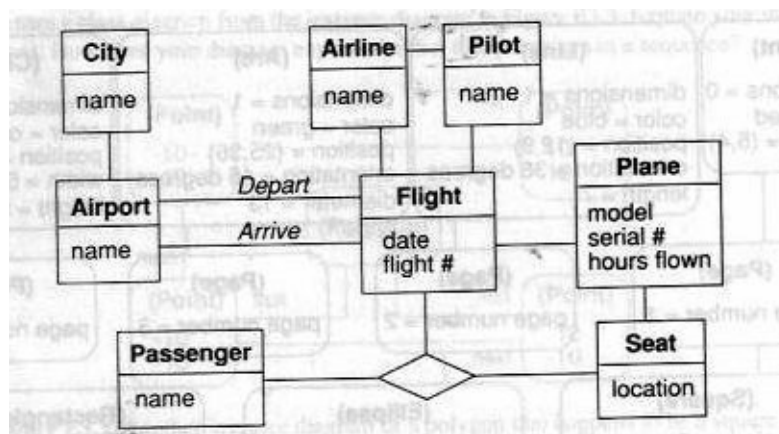 City
name
Airline
name
Pilot
name
Airport
name
Depart
Arrive
Flight
date
flight #
Plane
model
serial #
hours flown
Passenger
name
Seat
location